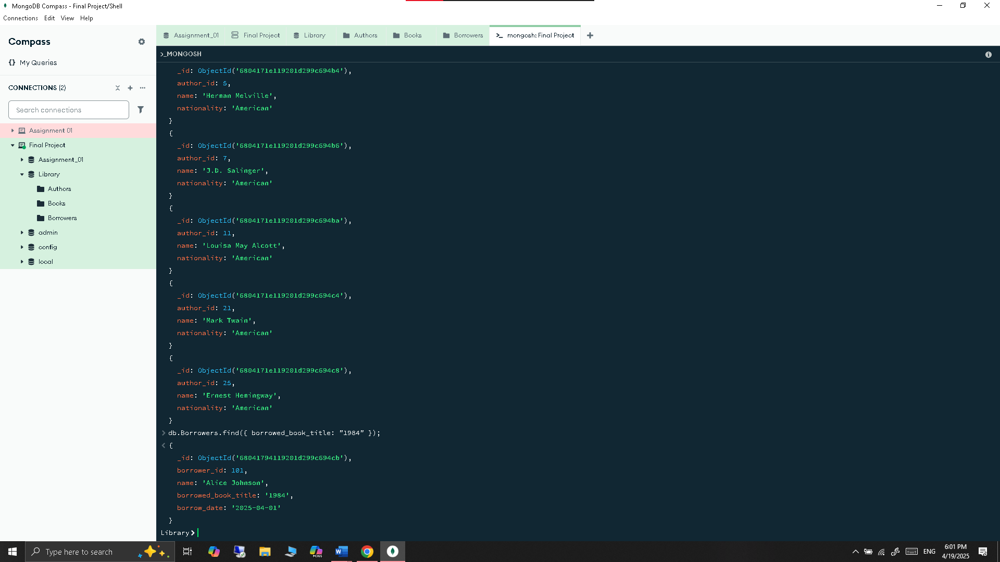 MongoDB Compass - Final Project/Shell
Connections Edit View Help
Compass
{} My Queries
CONNECTIONS (2)
Search connections
Assignment 01
Final Project
Assignment_01
Library
Authors
Books
Borrowers
admin
config
local
Assignment_01 Final Project Library Authors Books Borrowers >_ mongosh: Final Project +
>_MONGOSH
_id: ObjectId('6804171e119201d299c694b4'),
author_id: 5,
name: 'Herman Melville',
nationality: 'American'
}
{
_id: ObjectId('6804171e119201d299c694b6'),
author_id: 7,
name: 'J.D. Salinger',
nationality: 'American'
}
{
_id: ObjectId('6804171e119201d299c694ba'),
author_id: 11,
name: 'Louisa May Alcott',
nationality: 'American'
}
{
_id: ObjectId('6804171e119201d299c694c4'),
author_id: 21,
name: 'Mark Twain',
nationality: 'American'
}
{
_id: ObjectId('6804171e119201d299c694c8'),
author_id: 25,
name: 'Ernest Hemingway',
nationality: 'American'
}
> db.Borrowers.find({ borrowed_book_title: "1984" });
< {
_id: ObjectId('68041794119201d299c694cb'),
borrower_id: 101,
name: 'Alice Johnson',
borrowed_book_title: '1984',
borrow_date: '2025-04-01'
}
Library>
Type here to search
M365
ENG
6:01 PM
4/19/2025